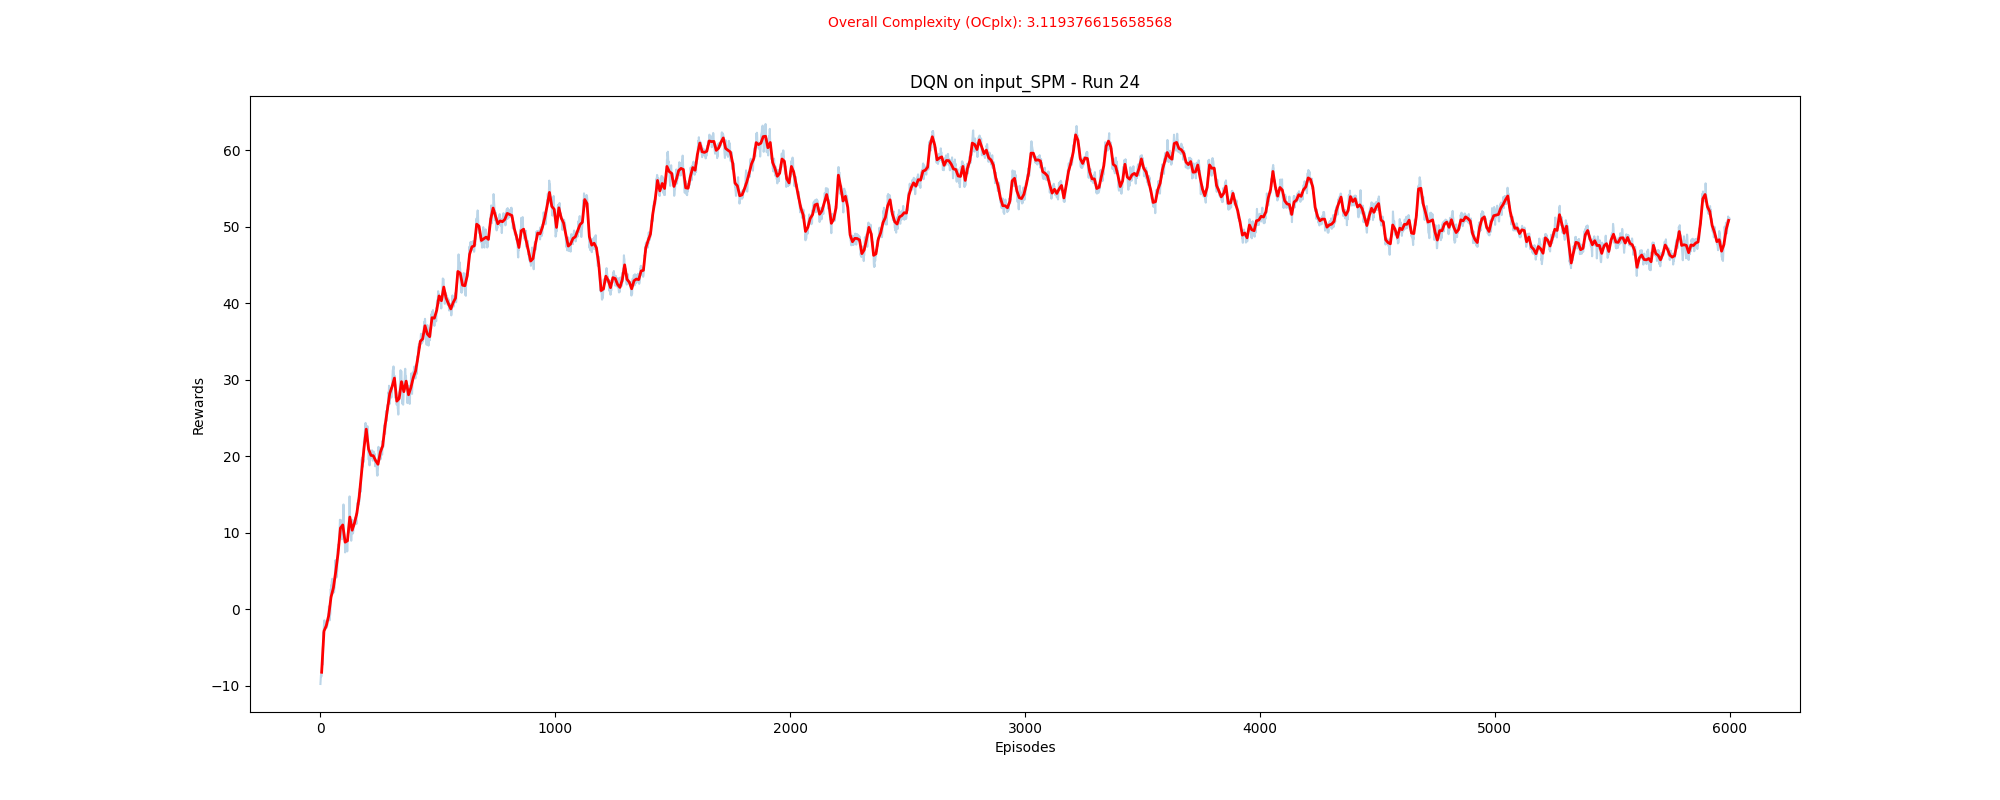 Overall Complexity (OCplx): 3.119376615658568
DQN on input_SPM - Run 24
60
50
40
30
20
10
0
−10
Rewards
0 1000 2000 3000 4000 5000 6000
Episodes